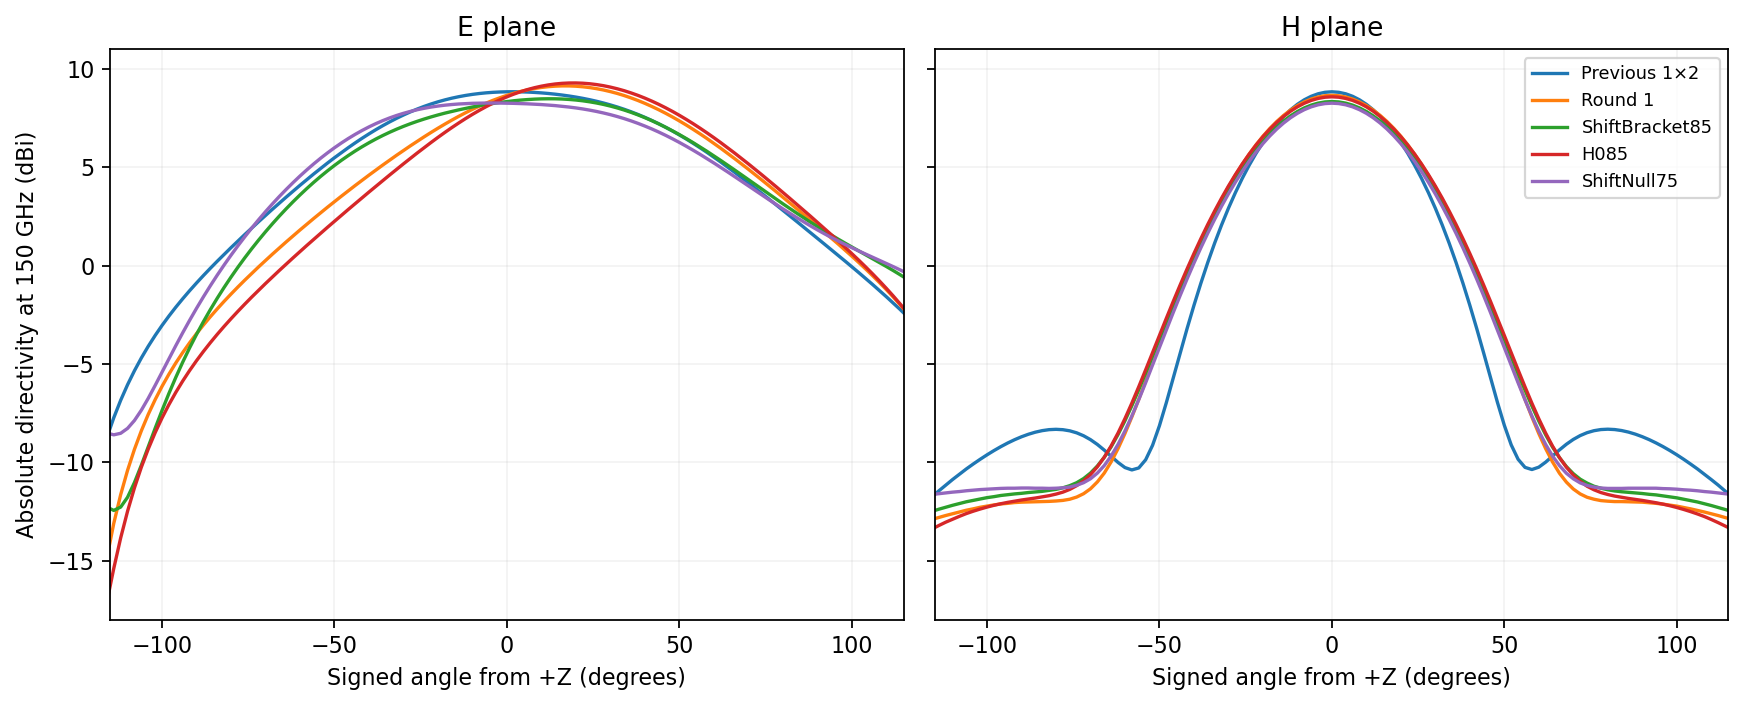 E plane
H plane
Absolute directivity at 150 GHz (dBi)
10
5
0
−5
−10
−15
−100
−50
0
50
100
−100
−50
0
50
100
Signed angle from +Z (degrees)
Signed angle from +Z (degrees)
Previous 1×2
Round 1
ShiftBracket85
H085
ShiftNull75